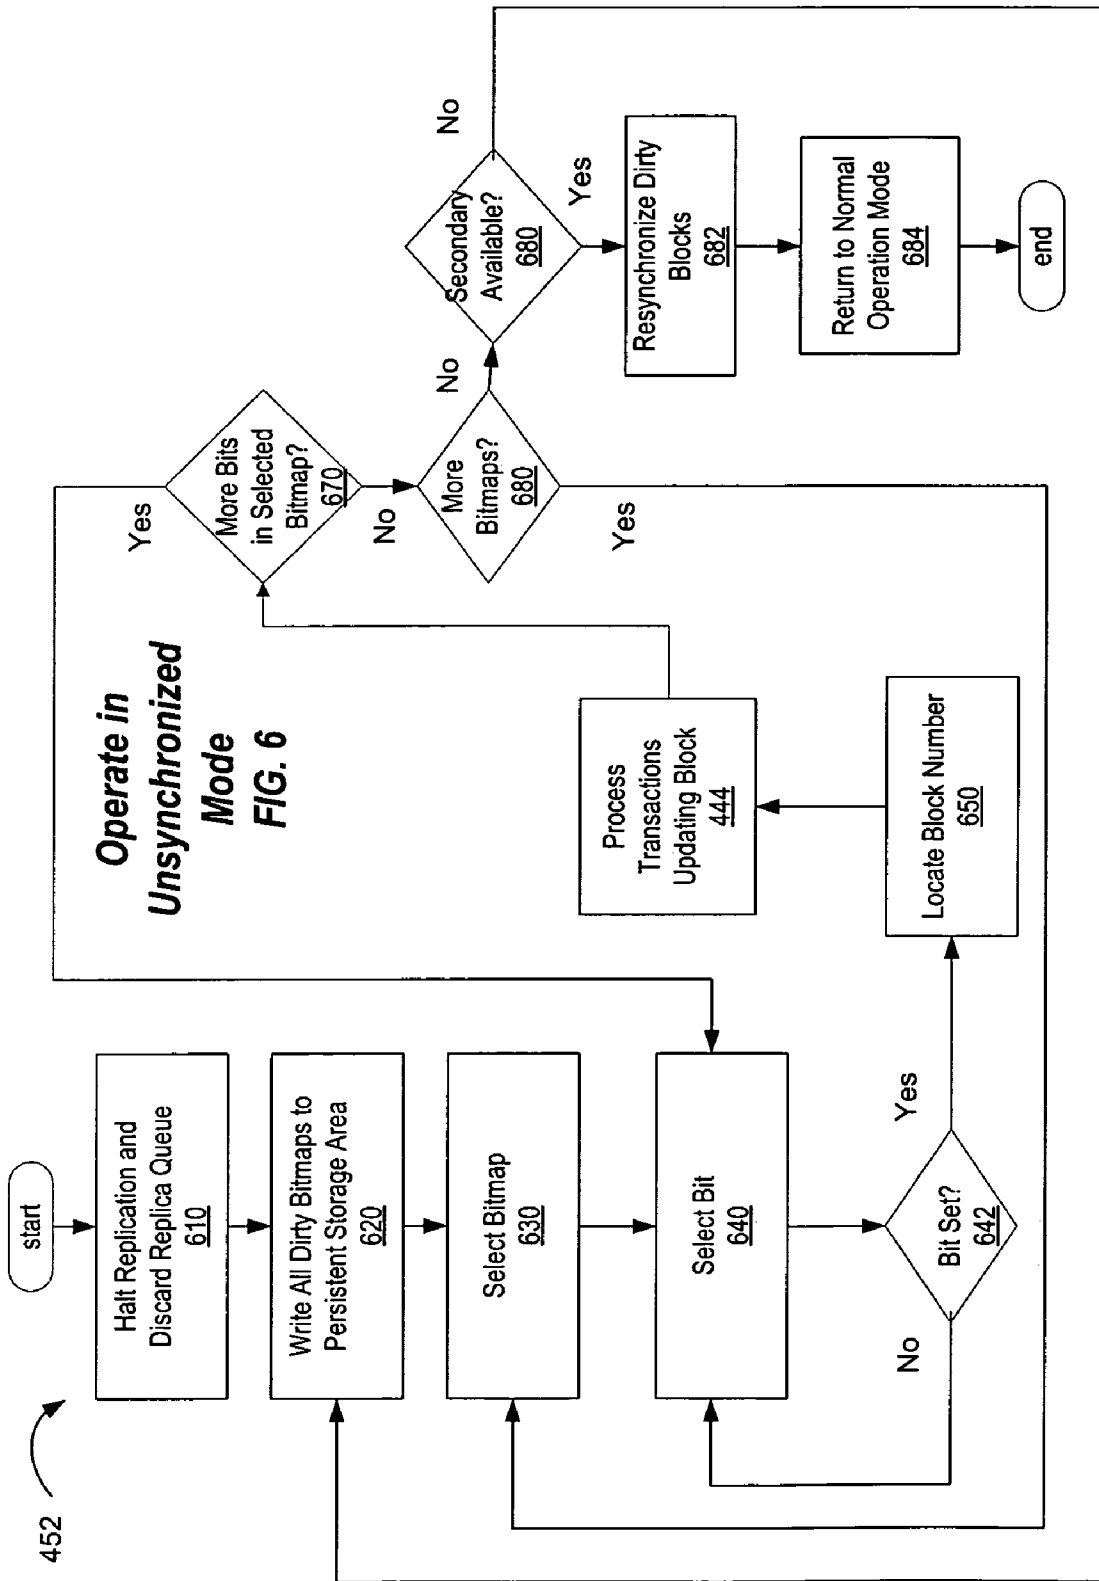 452
start
Halt Replication and
Discard Replica Queue
610
Write All Dirty Bitmaps to
Persistent Storage Area
620
Select Bitmap
630
Select Bit
640
Bit Set?
642
No
Yes
Locate Block Number
650
Process
Transactions
Updating Block
444
Operate in
Unsynchronized
Mode
FIG. 6
More Bits
in Selected
Bitmap?
670
Yes
No
More
Bitmaps?
680
Yes
No
Secondary
Available?
680
No
Yes
Resynchronize Dirty
Blocks
682
Return to Normal
Operation Mode
684
end